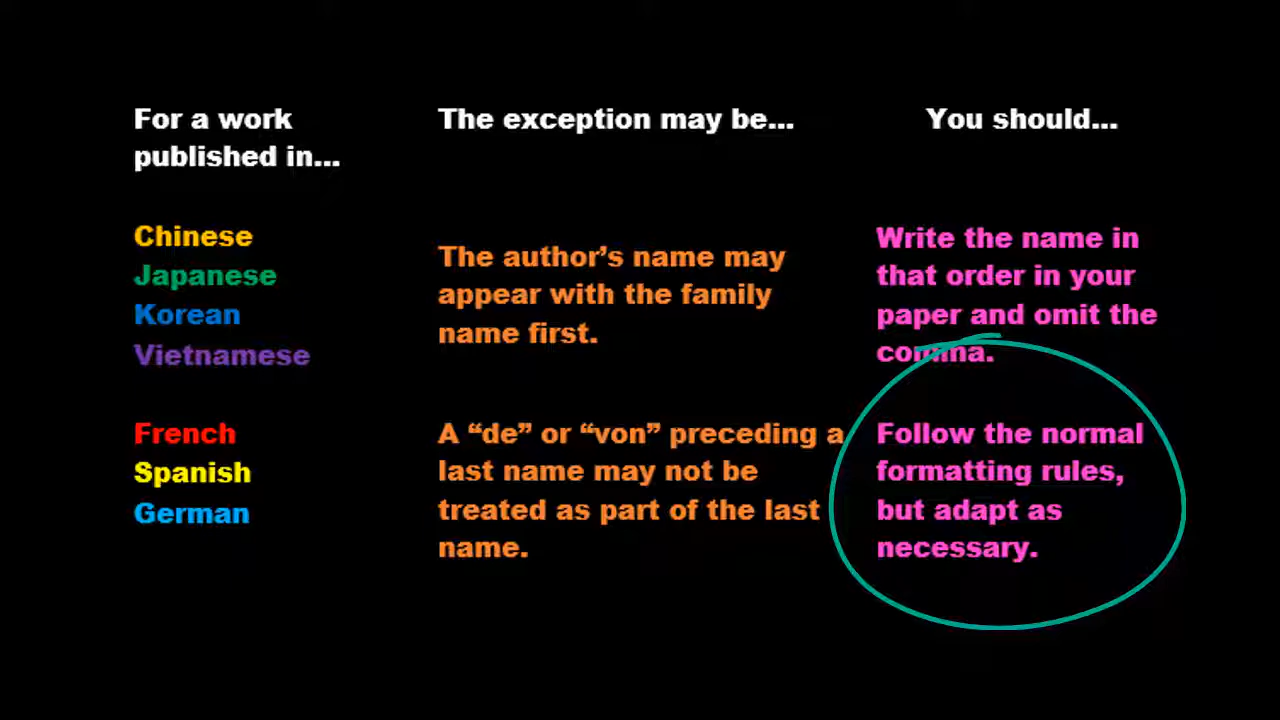 For a work
published in...
The exception may be...
You should...
Chinese
Japanese
Korean
Vietnamese
The author’s name may
appear with the family
name first.
Write the name in
that order in your
paper and omit the
comma.
French
Spanish
German
A “de” or “von” preceding a
last name may not be
treated as part of the last
name.
Follow the normal
formatting rules,
but adapt as
necessary.